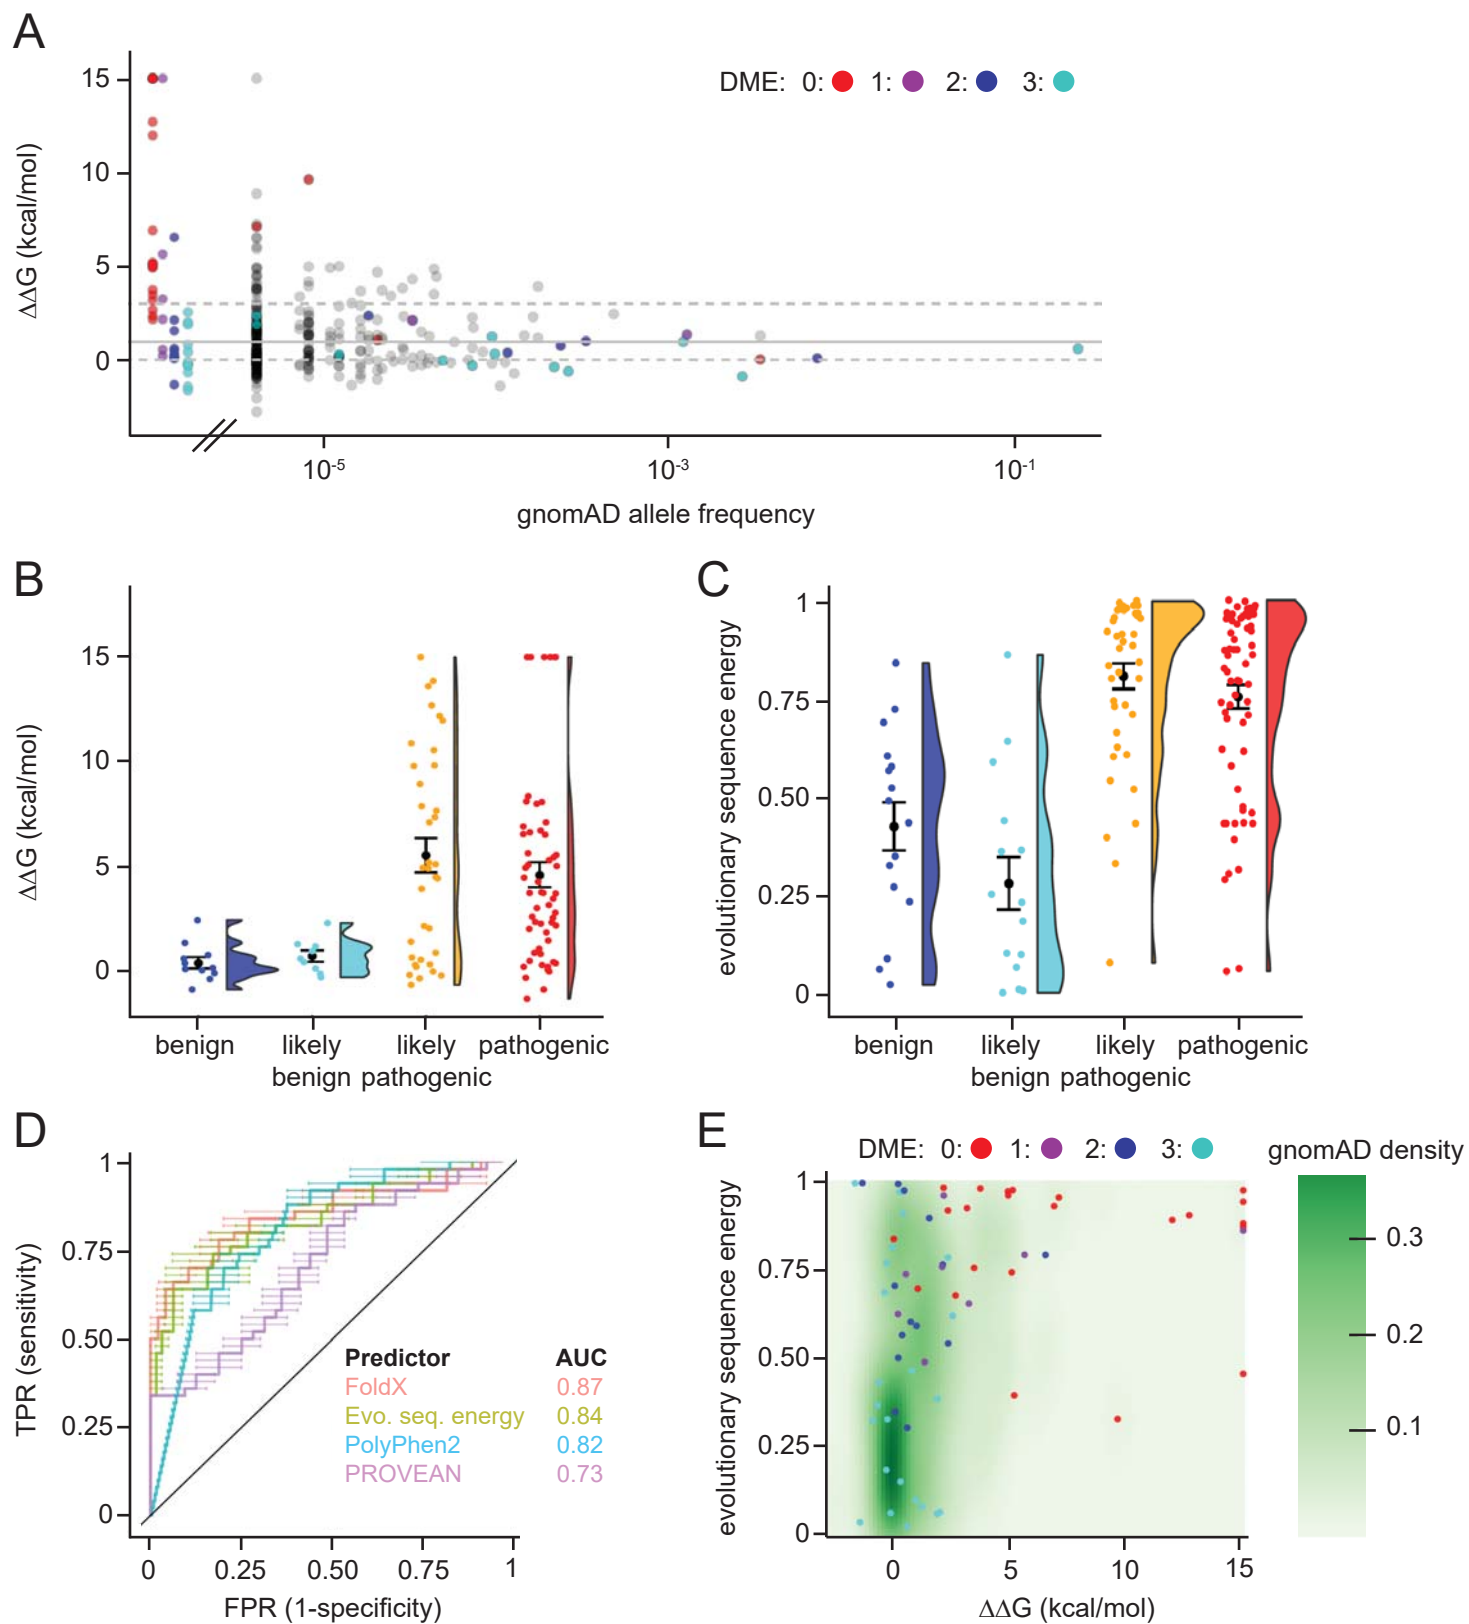 A
DME: 0: 1: 2: 3:
ΔΔG (kcal/mol)
15
10
5
0
10-5 10-3 10-1
gnomAD allele frequency
B
ΔΔG (kcal/mol)
15
10
5
0
benign likely benign likely pathogenic pathogenic
C
evolutionary sequence energy
1
0.75
0.50
0.25
0
benign likely benign likely pathogenic pathogenic
D
TPR (sensitivity)
1
0.75
0.50
0.25
0
Predictor AUC
FoldX 0.87
Evo. seq. energy 0.84
PolyPhen2 0.82
PROVEAN 0.73
0 0.25 0.50 0.75 1
FPR (1-specificity)
E
DME: 0: 1: 2: 3:
gnomAD density
evolutionary sequence energy
1
0.75
0.50
0.25
0
0 5 10 15
ΔΔG (kcal/mol)
0.3
0.2
0.1